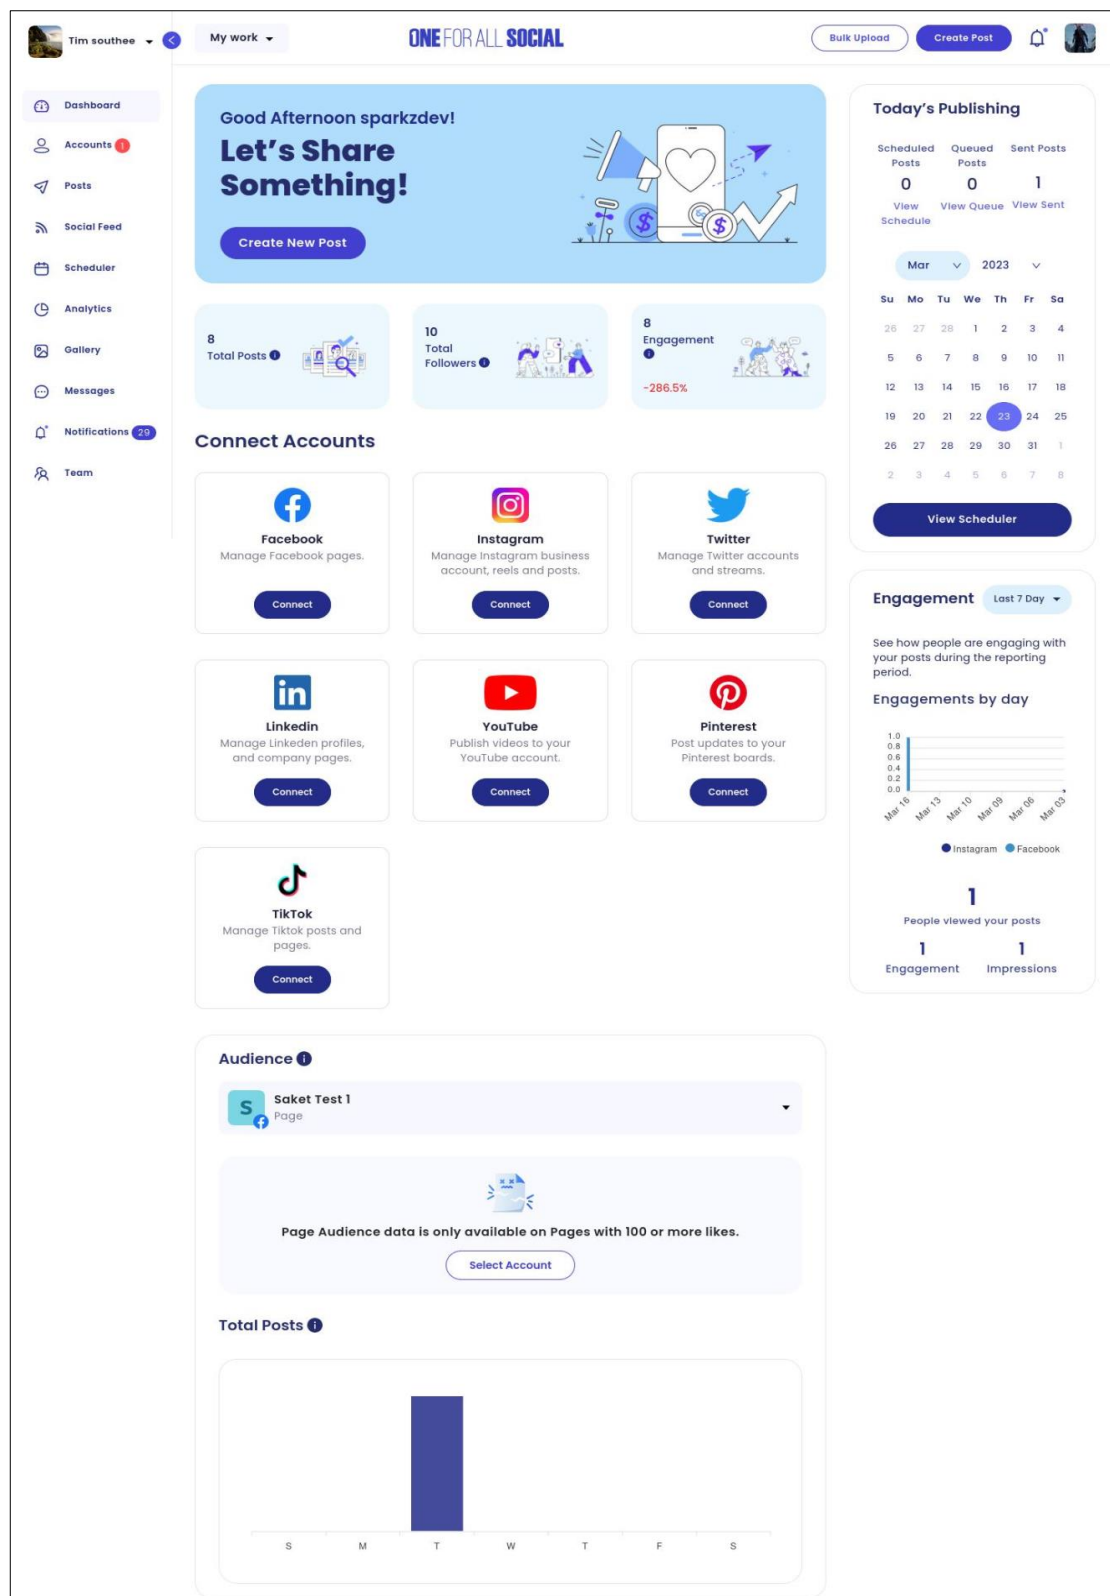 Tim southee
My work
ONE FOR ALL SOCIAL
Bulk Upload
Create Post
Dashboard
Accounts 1
Posts
Social Feed
Scheduler
Analytics
Gallery
Messages
Notifications 29
Team
Good Afternoon sparkzdev!
Let's Share
Something!
Create New Post
8
Total Posts
10
Total
Followers
8
Engagement
-286.5%
Connect Accounts
Facebook
Manage Facebook pages.
Connect
Instagram
Manage Instagram business
account, reels and posts.
Connect
Twitter
Manage Twitter accounts
and streams.
Connect
Linkedin
Manage Linkeden profiles,
and company pages.
Connect
YouTube
Publish videos to your
YouTube account.
Connect
Pinterest
Post updates to your
Pinterest boards.
Connect
TikTok
Manage Tiktok posts and
pages.
Connect
Audience
S
Saket Test 1
Page
Page Audience data is only available on Pages with 100 or more likes.
Select Account
Total Posts
S M T W T F S
Today's Publishing
Scheduled
Posts
0
View
Schedule
Queued
Posts
0
View Queue
Sent Posts
1
View Sent
Mar 2023
Su Mo Tu We Th Fr Sa
26 27 28 1 2 3 4
5 6 7 8 9 10 11
12 13 14 15 16 17 18
19 20 21 22 23 24 25
26 27 28 29 30 31 1
2 3 4 5 6 7 8
View Scheduler
Engagement
Last 7 Day
See how people are engaging with
your posts during the reporting
period.
Engagements by day
1.0
0.8
0.6
0.4
0.2
0.0
Mar 16 Mar 13 Mar 10 Mar 09 Mar 06 Mar 03
Instagram Facebook
1
People viewed your posts
1
Engagement
1
Impressions